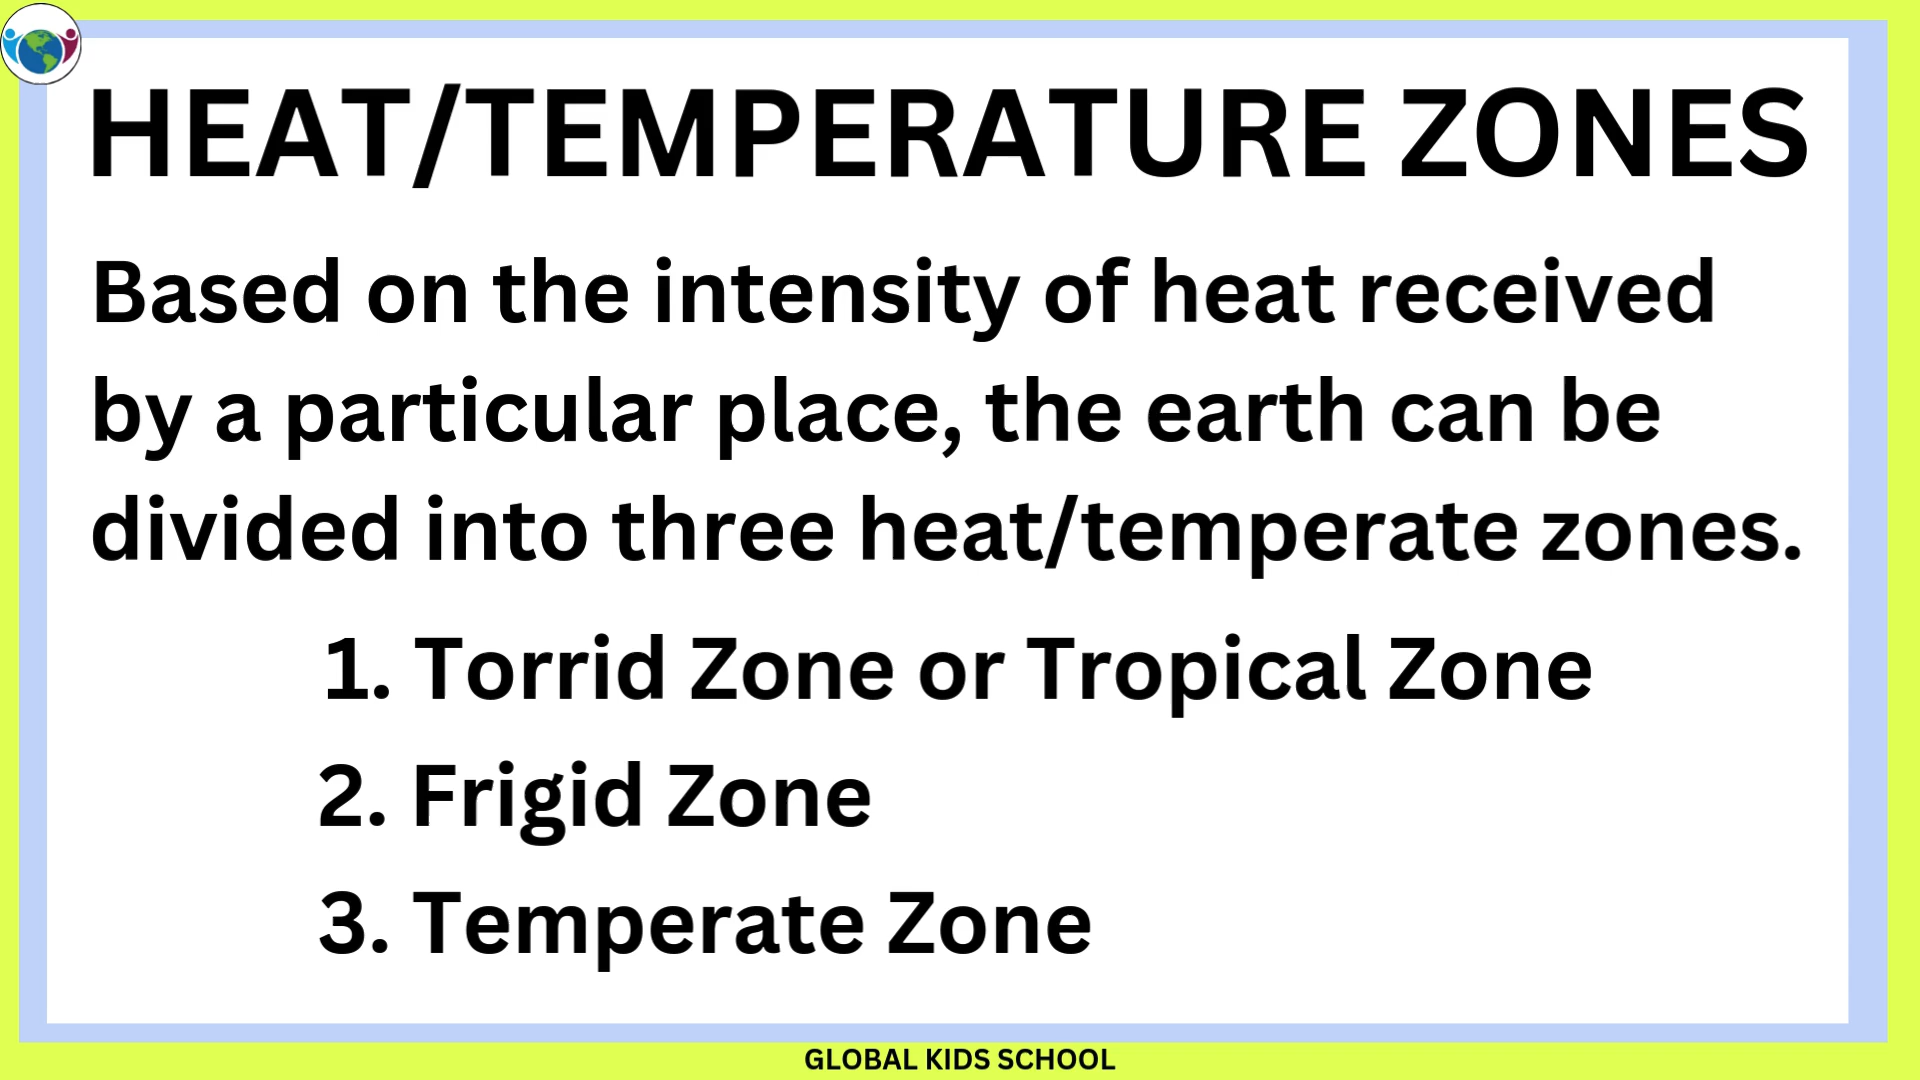 HEAT/TEMPERATURE ZONES
Based on the intensity of heat received
by a particular place, the earth can be
divided into three heat/temperate zones.
1. Torrid Zone or Tropical Zone
2. Frigid Zone
3. Temperate Zone
GLOBAL KIDS SCHOOL